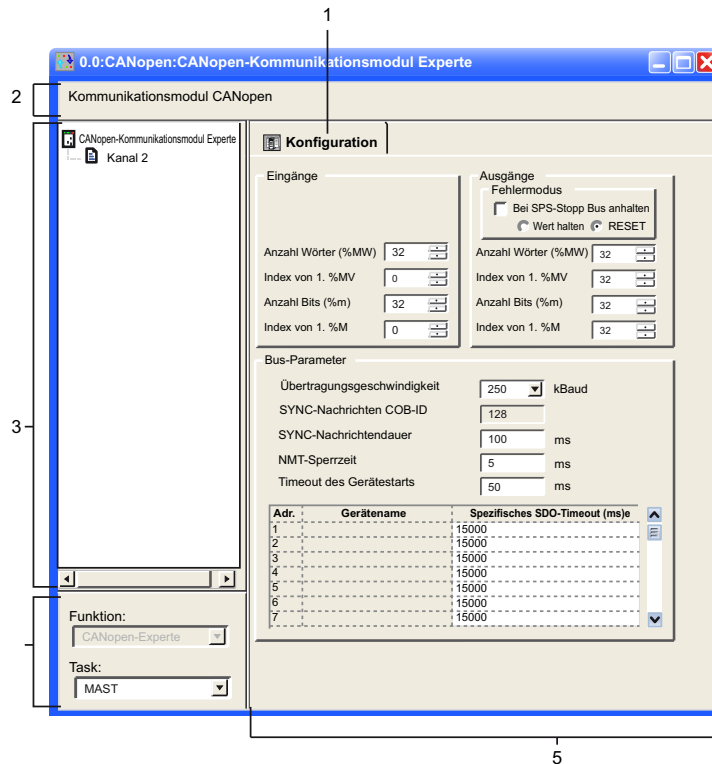 1
0.0:CANopen:CANopen-Kommunikationsmodul Experte
2
Kommunikationsmodul CANopen
CANopen-Kommunikationsmodul Experte
Kanal 2
Konfiguration
Eingänge
Anzahl Wörter (%MW) 32
Index von 1. %MV 0
Anzahl Bits (%m) 32
Index von 1. %M 0
Ausgänge
Fehlermodus
Bei SPS-Stopp Bus anhalten
Wert halten RESET
Anzahl Wörter (%MW) 32
Index von 1. %MV 32
Anzahl Bits (%m) 32
Index von 1. %M 32
Bus-Parameter
Übertragungsgeschwindigkeit 250 kBaud
SYNC-Nachrichten COB-ID 128
SYNC-Nachrichtendauer 100 ms
NMT-Sperrzeit 5 ms
Timeout des Gerätestarts 50 ms
Adr. Gerätename Spezifisches SDO-Timeout (ms)e
1 15000
2 15000
3 15000
4 15000
5 15000
6 15000
7 15000
3
Funktion:
CANopen-Experte
Task:
MAST
5